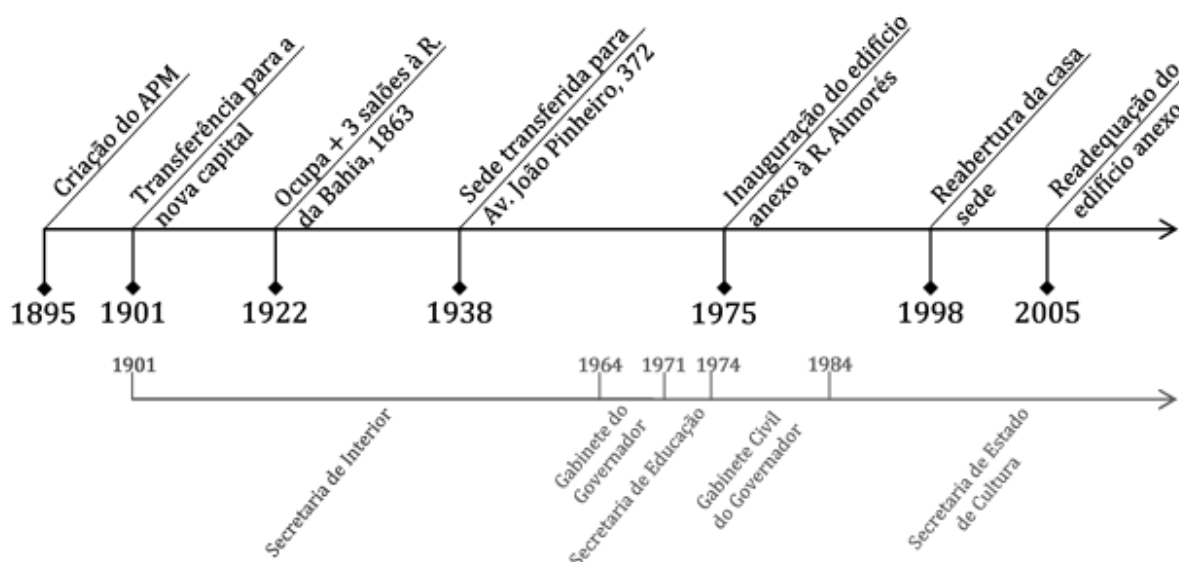 Criação do APM
Transferência para a
nova capital
Ocupa + 3 salões à R.
da Bahia, 1863
Sede transferida para
Av. João Pinheiro, 372
Inauguração do edifício
anexo à R. Aimorés
Reabertura da casa
sede
Readequação do
edifício anexo
1895
1901
1922
1938
1975
1998
2005
1901
1964
1971
1974
1984
Secretaria de Interior
Gabinete do
Governador
Secretaria de Educação
Gabinete Civil
do Governador
Secretaria de Estado
de Cultura